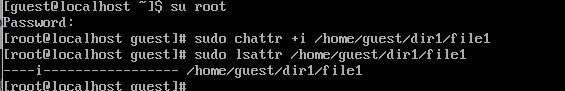 [guest@localhost ~]$ su root
Password:
[root@localhost guest]# sudo chattr +i /home/guest/dir1/file1
[root@localhost guest]# sudo lsattr /home/guest/dir1/file1
----i----------------- /home/guest/dir1/file1
[root@localhost guest]#